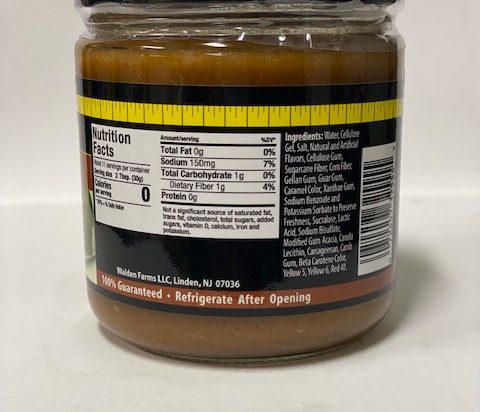 Nutrition
Facts
About 11 servings per container
Serving size 2 Tbsp. (30g)
Calories
per serving 0
*%DV = % Daily Value
Amount/serving %DV*
Total Fat 0g 0%
Sodium 150mg 7%
Total Carbohydrate 1g 0%
Dietary Fiber 1g 4%
Protein 0g
Not a significant source of saturated fat,
trans fat, cholesterol, total sugars, added
sugars, vitamin D, calcium, iron and
potassium.
Ingredients: Water, Cellulose
Gel, Salt, Natural and Artificial
Flavors, Cellulose Gum,
Sugarcane Fiber, Corn Fiber,
Gellan Gum, Guar Gum,
Caramel Color, Xanthan Gum,
Sodium Benzoate and
Potassium Sorbate to Preserve
Freshness, Sucralose, Lactic
Acid, Sodium Bisulfate,
Modified Gum Acacia, Canola
Lecithin, Carrageenan, Carob
Gum, Beta Carotene Color,
Yellow 5, Yellow 6, Red 40.
Walden Farms LLC, Linden, NJ 07036
100% Guaranteed • Refrigerate After Opening